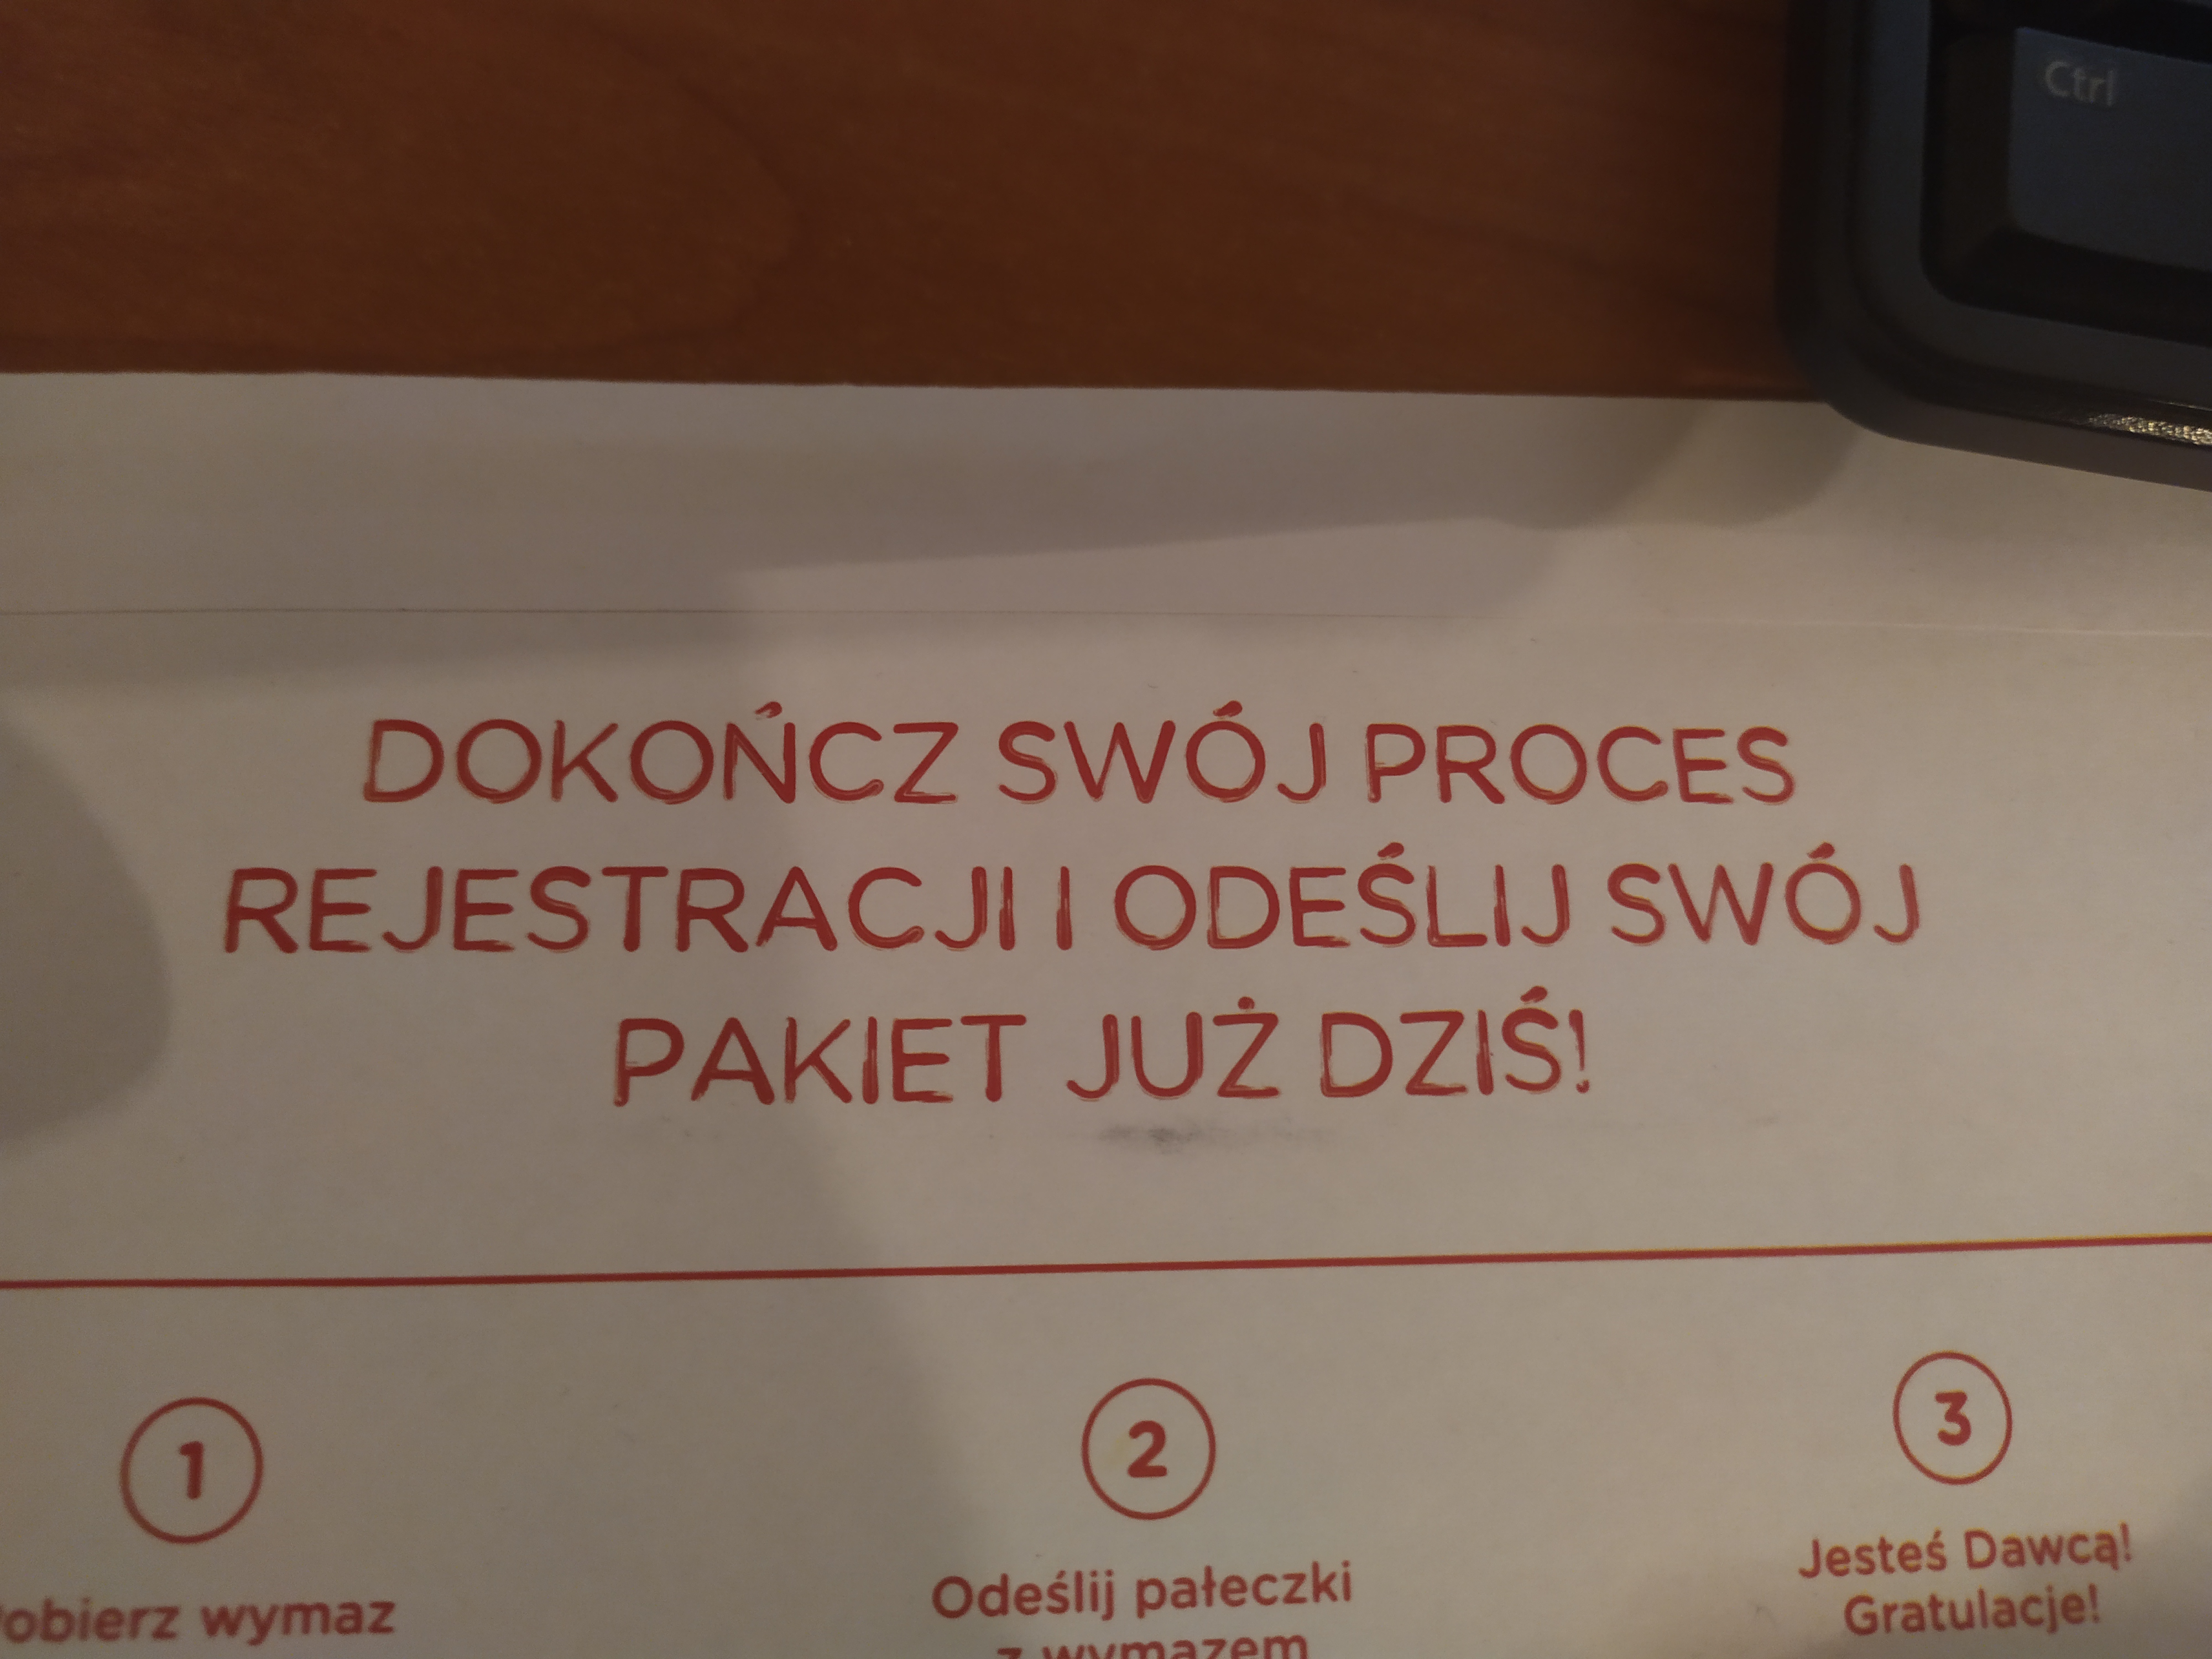 DOKOŃCZ SWÓJ PROCES
REJESTRACJI I ODEŚLIJ SWÓJ
PAKIET JUŻ DZIŚ!
1
obierz wymaz
2
Odeślij pałeczki
z wymazem
3
Jesteś Dawcą!
Gratulacje!
Ctrl